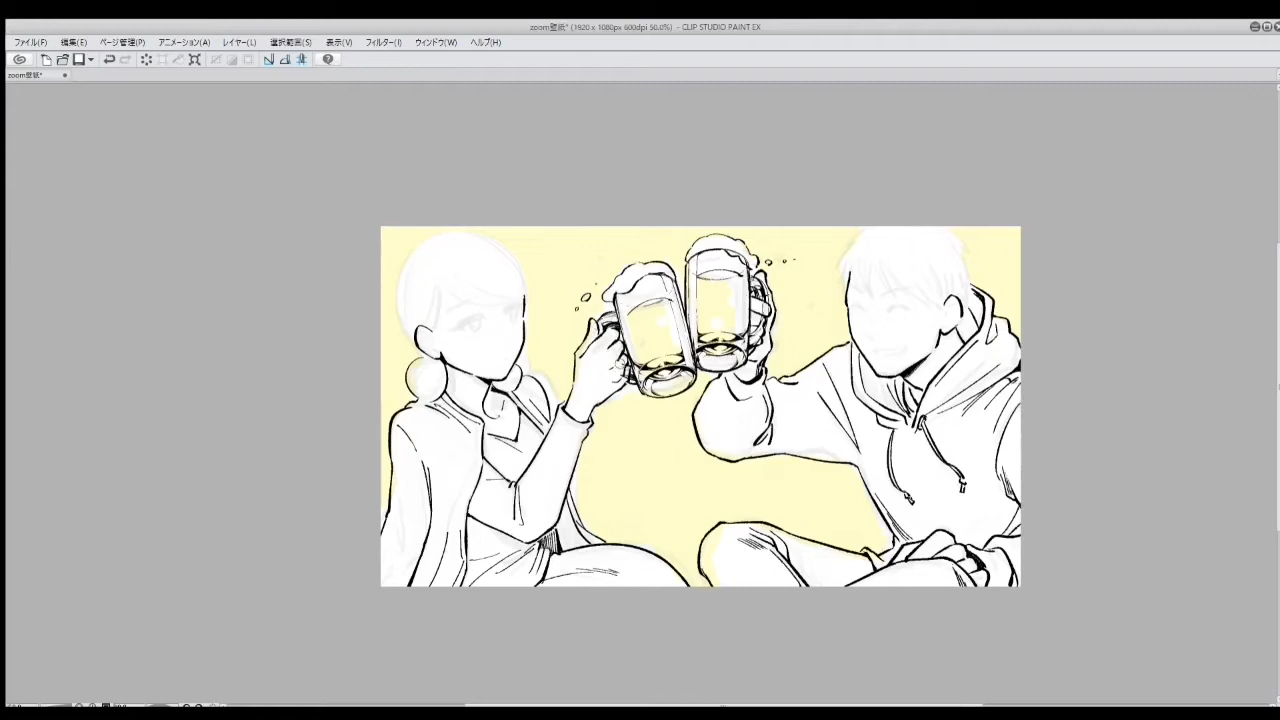 zoom壁紙* (1920 x 1080px 600dpi 50.0%) - CLIP STUDIO PAINT EX
ファイル(F) 編集(E) ページ管理(P) アニメーション(A) レイヤー(L) 選択範囲(S) 表示(V) フィルター(I) ウィンドウ(W) ヘルプ(H)
zoom壁紙*